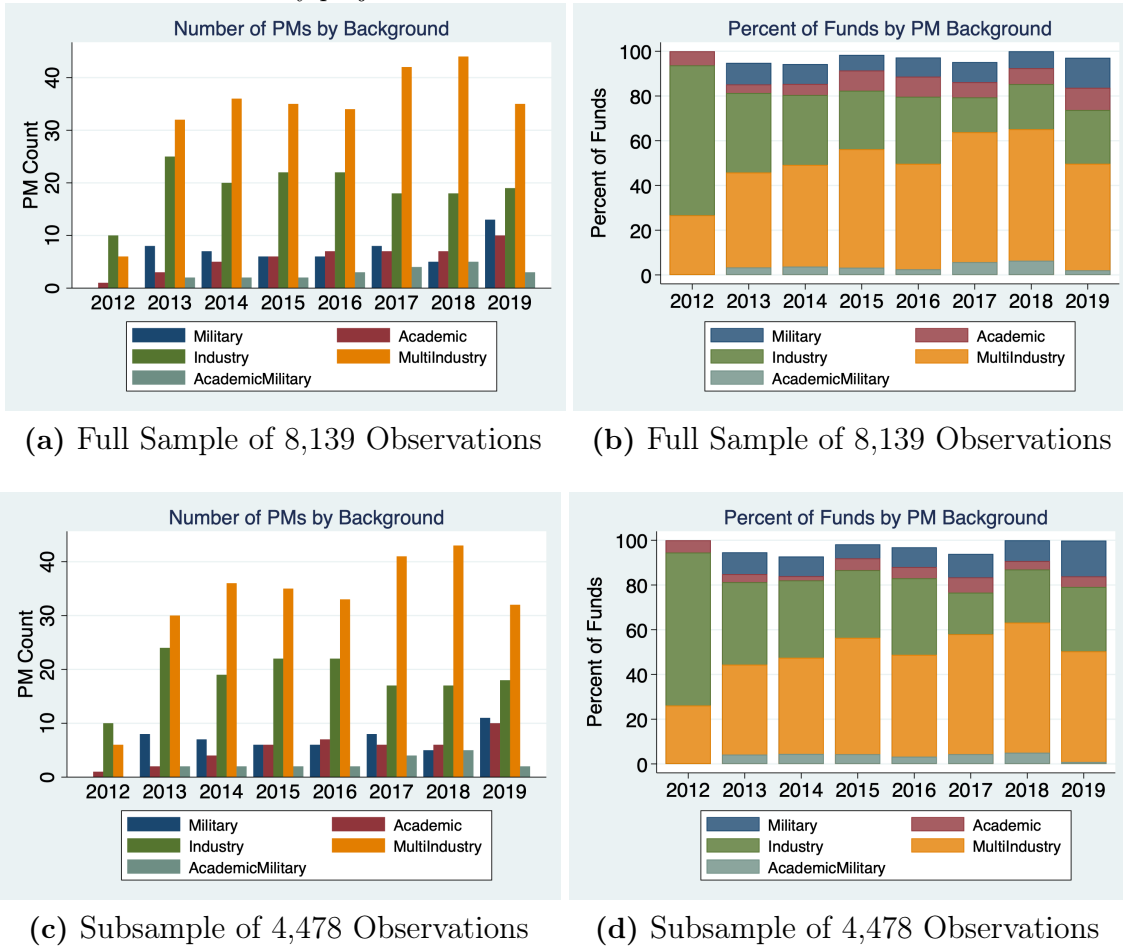 Number of PMs by Background
PM Count
0 10 20 30 40
2012 2013 2014 2015 2016 2017 2018 2019
Military Academic
Industry MultiIndustry
AcademicMilitary
(a) Full Sample of 8,139 Observations
Percent of Funds by PM Background
Percent of Funds
0 20 40 60 80 100
2012 2013 2014 2015 2016 2017 2018 2019
Military Academic
Industry MultiIndustry
AcademicMilitary
(b) Full Sample of 8,139 Observations
Number of PMs by Background
PM Count
0 10 20 30 40
2012 2013 2014 2015 2016 2017 2018 2019
Military Academic
Industry MultiIndustry
AcademicMilitary
(c) Subsample of 4,478 Observations
Percent of Funds by PM Background
Percent of Funds
0 20 40 60 80 100
2012 2013 2014 2015 2016 2017 2018 2019
Military Academic
Industry MultiIndustry
AcademicMilitary
(d) Subsample of 4,478 Observations